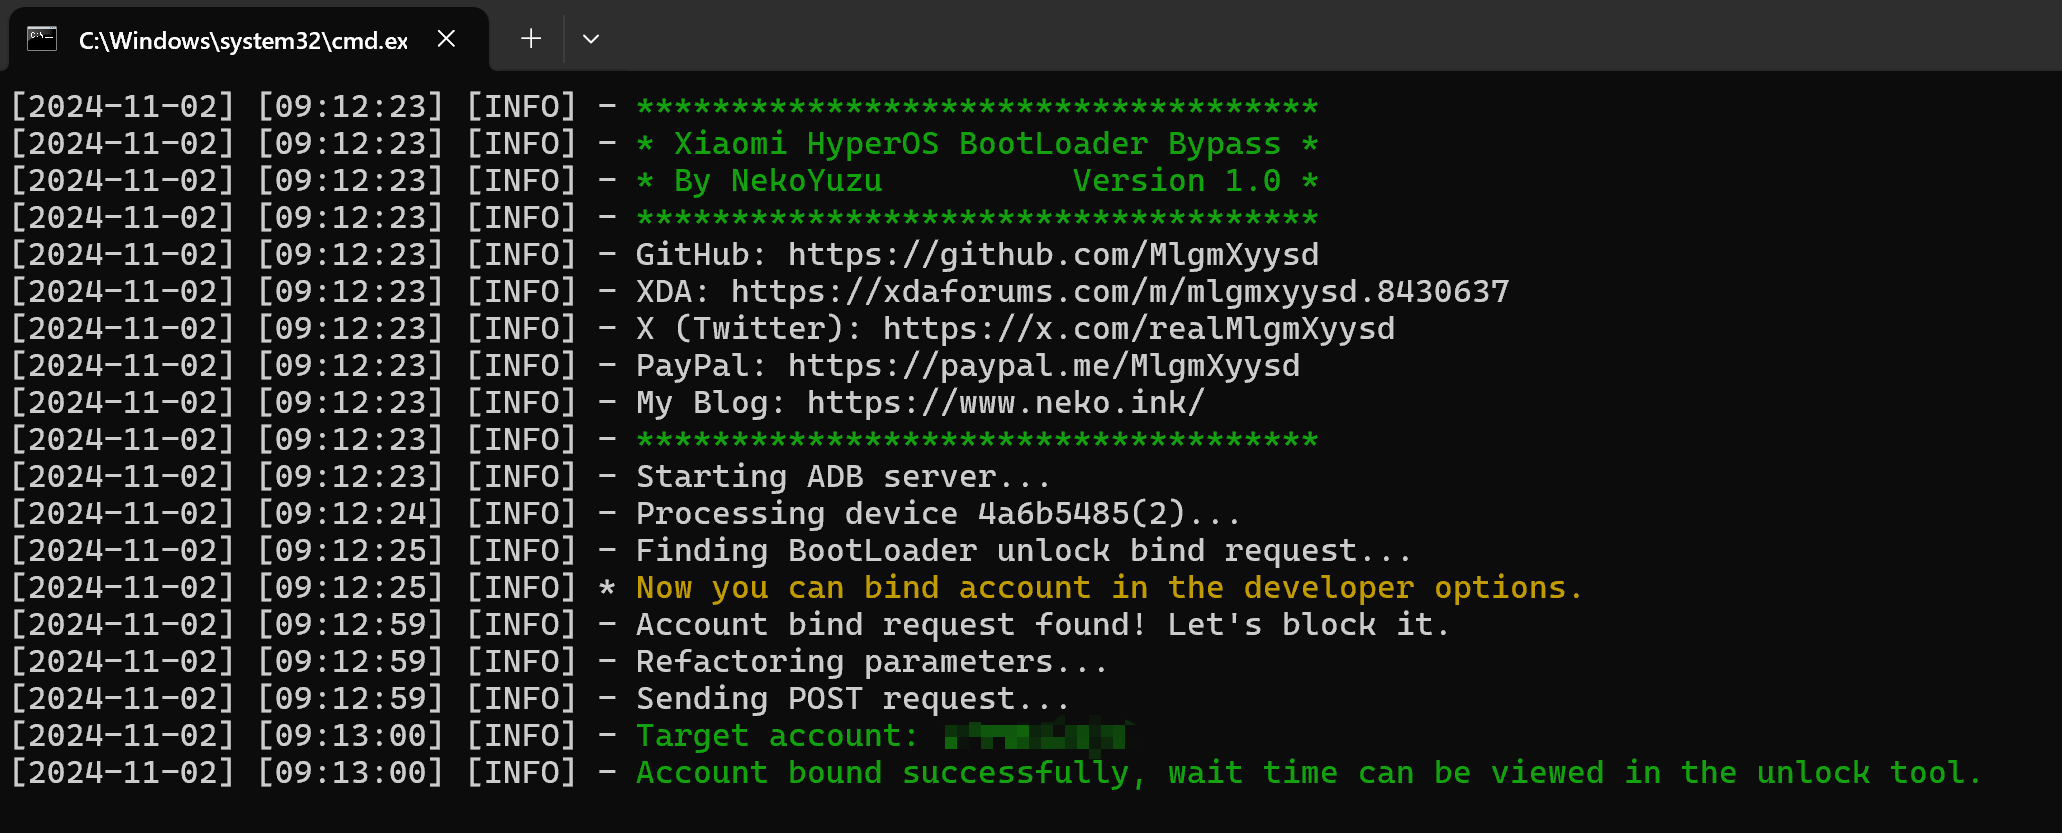 C:\Windows\system32\cmd.ex
[2024-11-02] [09:12:23] [INFO] - ************************************
[2024-11-02] [09:12:23] [INFO] - * Xiaomi HyperOS BootLoader Bypass *
[2024-11-02] [09:12:23] [INFO] - * By NekoYuzu          Version 1.0 *
[2024-11-02] [09:12:23] [INFO] - ************************************
[2024-11-02] [09:12:23] [INFO] - GitHub: https://github.com/MlgmXyysd
[2024-11-02] [09:12:23] [INFO] - XDA: https://xdaforums.com/m/mlgmxyysd.8430637
[2024-11-02] [09:12:23] [INFO] - X (Twitter): https://x.com/realMlgmXyysd
[2024-11-02] [09:12:23] [INFO] - PayPal: https://paypal.me/MlgmXyysd
[2024-11-02] [09:12:23] [INFO] - My Blog: https://www.neko.ink/
[2024-11-02] [09:12:23] [INFO] - ************************************
[2024-11-02] [09:12:23] [INFO] - Starting ADB server...
[2024-11-02] [09:12:24] [INFO] - Processing device 4a6b5485(2)...
[2024-11-02] [09:12:25] [INFO] - Finding BootLoader unlock bind request...
[2024-11-02] [09:12:25] [INFO] * Now you can bind account in the developer options.
[2024-11-02] [09:12:59] [INFO] - Account bind request found! Let's block it.
[2024-11-02] [09:12:59] [INFO] - Refactoring parameters...
[2024-11-02] [09:12:59] [INFO] - Sending POST request...
[2024-11-02] [09:13:00] [INFO] - Target account:
[2024-11-02] [09:13:00] [INFO] - Account bound successfully, wait time can be viewed in the unlock tool.